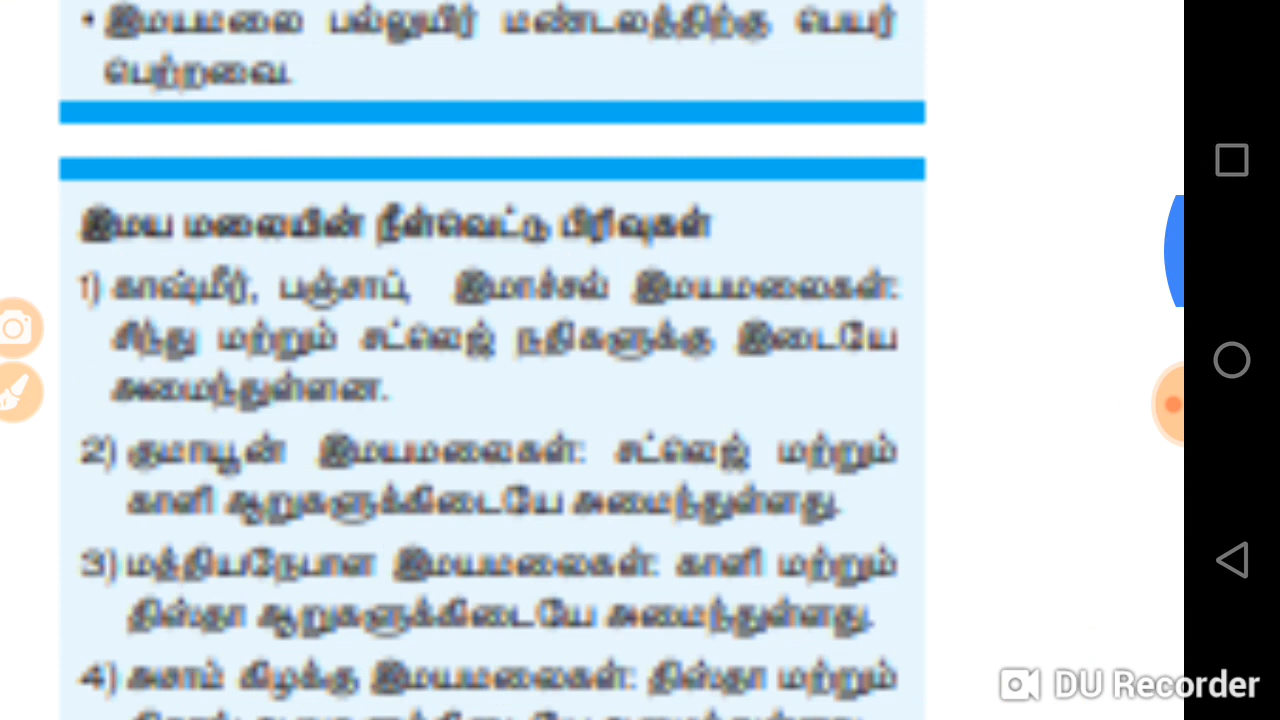 • இமயமலை பல்லுயிர் மண்டலத்திற்கு பெயர்
பெற்றவை.
இமய மலையின் நீள்வெட்டு பிரிவுகள்
1) காஷ்மீர், பஞ்சாப், இமாச்சல் இமயமலைகள்:
சிந்து மற்றும் சட்லெஜ் நதிகளுக்கு இடையே
அமைந்துள்ளன.
2) குமாயூன் இமயமலைகள்: சட்லெஜ் மற்றும்
காளி ஆறுகளுக்கிடையே அமைந்துள்ளது.
3) மத்தியநேபாள இமயமலைகள்: காளி மற்றும்
திஸ்தா ஆறுகளுக்கிடையே அமைந்துள்ளது.
4) அசாம் கிழக்கு இமயமலைகள்: திஸ்தா மற்றும்
DU Recorder